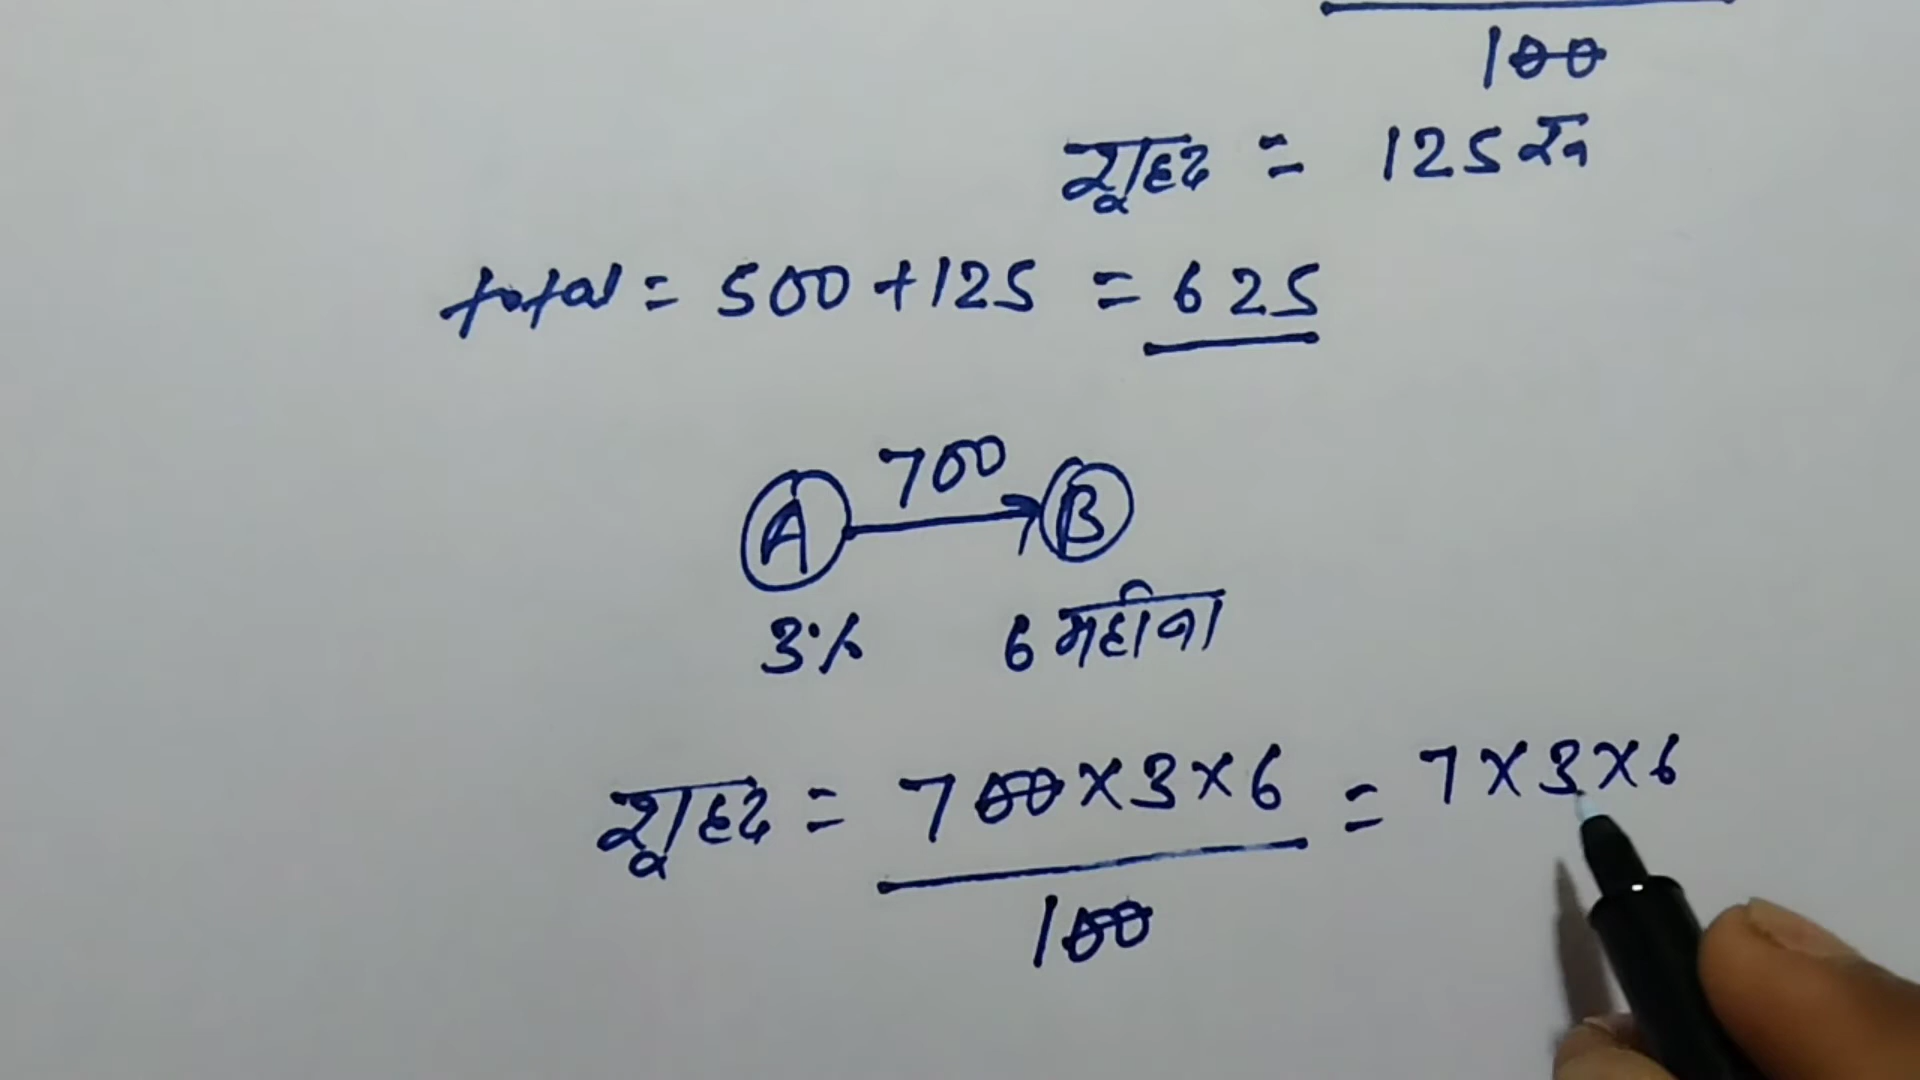 100
= 125 रू
total = 500 + 125 = 625
700
A B
3% 6 महीना
= 700 × 3 × 6 = 7 × 3 × 6
100